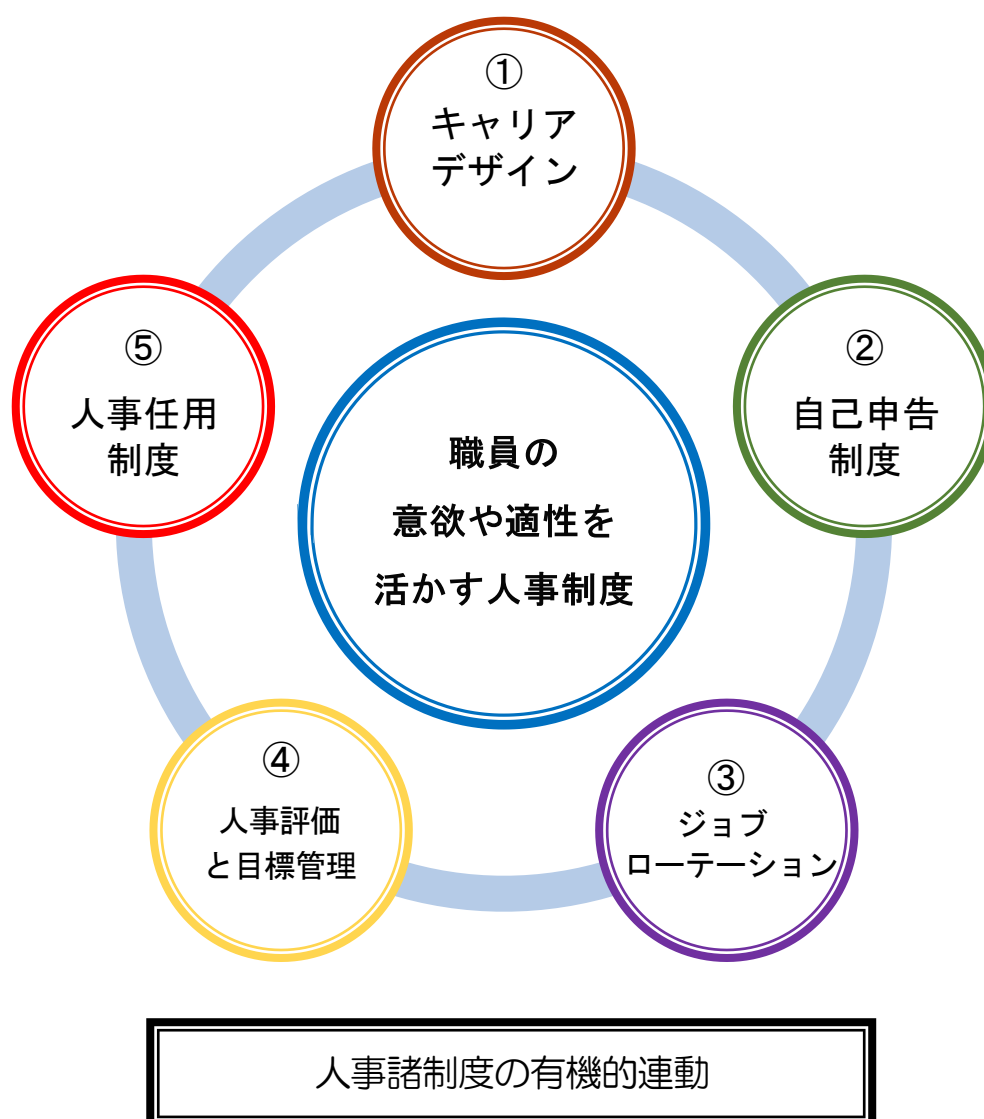 ①
キャリア
デザイン
②
自己申告
制度
③
ジョブ
ローテーション
④
人事評価
と目標管理
⑤
人事任用
制度
職員の
意欲や適性を
活かす人事制度
人事諸制度の有機的連動